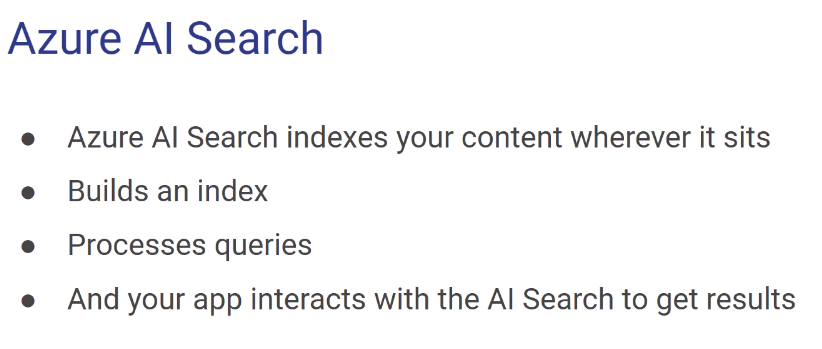 Azure AI Search
● Azure AI Search indexes your content wherever it sits
● Builds an index
● Processes queries
● And your app interacts with the AI Search to get results